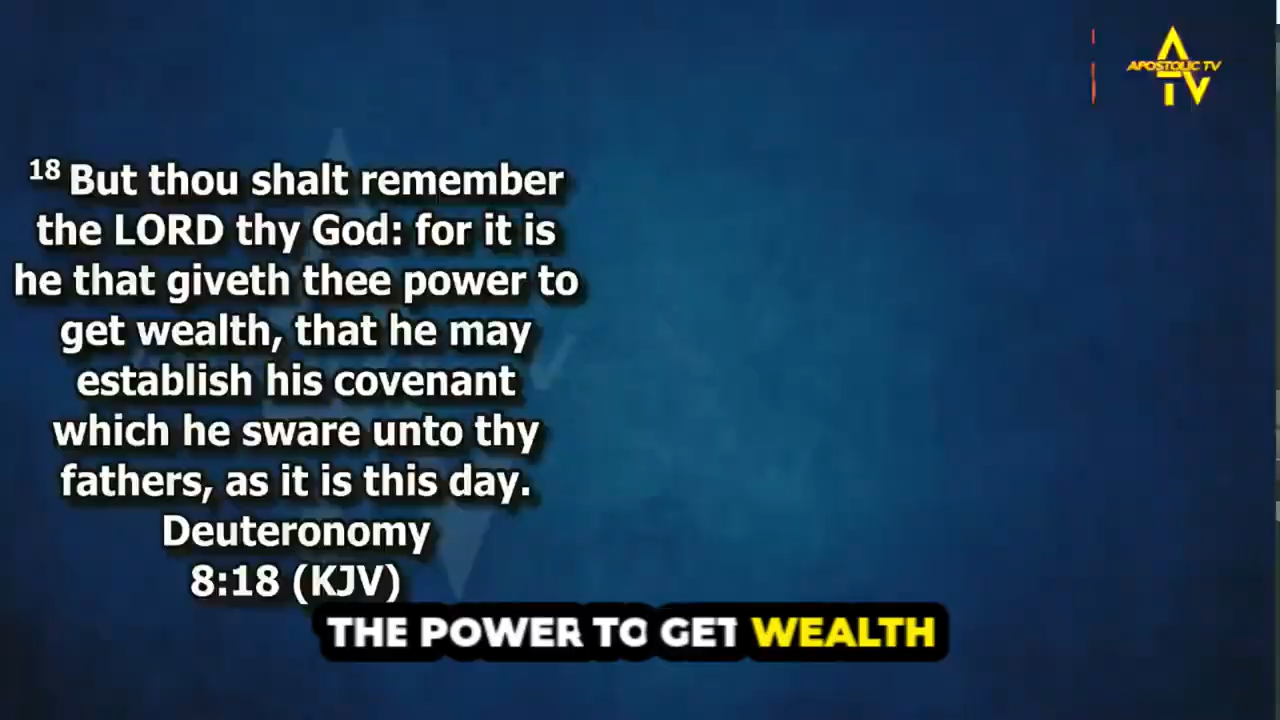 APOSTOLIC TV
ATV
18 But thou shalt remember
the LORD thy God: for it is
he that giveth thee power to
get wealth, that he may
establish his covenant
which he sware unto thy
fathers, as it is this day.
Deuteronomy
8:18 (KJV)
THE POWER TO GET WEALTH